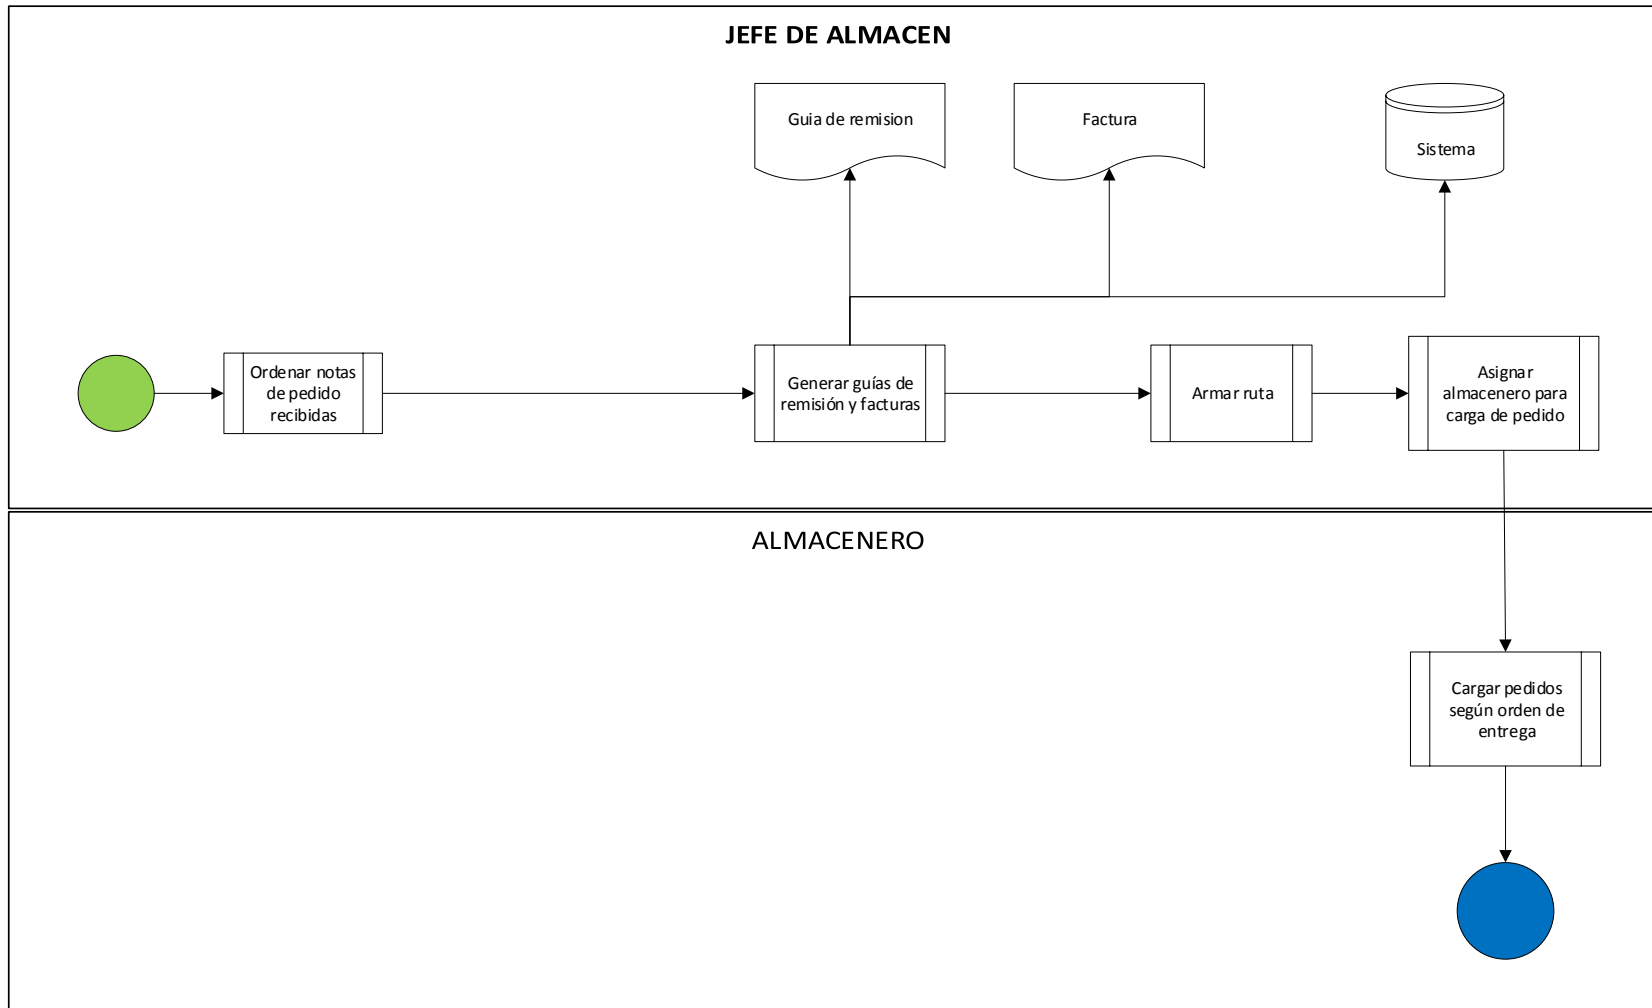 JEFE DE ALMACEN
Guia de remision
Factura
Sistema
Ordenar notas
de pedido
recibidas
Generar guías de
remisión y facturas
Armar ruta
Asignar
almacenero para
carga de pedido
ALMACENERO
Cargar pedidos
según orden de
entrega